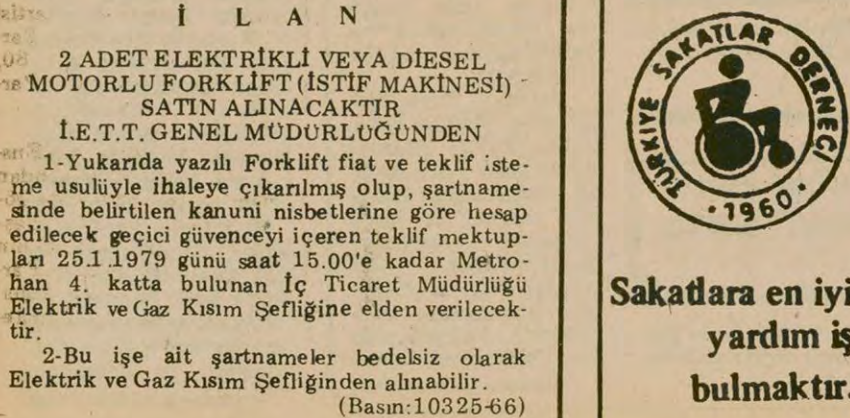 İ L A N
2 ADET ELEKTRİKLİ VEYA DİESEL
MOTORLU FORKLİFT (İSTİF MAKİNESİ)
SATIN ALINACAKTIR
İ.E.T.T. GENEL MÜDÜRLÜĞÜNDEN
1-Yukarıda yazılı Forklift fiat ve teklif iste-
me usulüyle ihaleye çıkarılmış olup, şartname-
sinde belirtilen kanuni nisbetlerine göre hesap
edilecek geçici güvenceyi içeren teklif mektup-
ları 25.1.1979 günü saat 15.00'e kadar Metro-
han 4. katta bulunan İç Ticaret Müdürlüğü
Elektrik ve Gaz Kısım Şefliğine elden verilecek-
tir.
2-Bu işe ait şartnameler bedelsiz olarak
Elektrik ve Gaz Kısım Şefliğinden alınabilir.
(Basın:10325-66)
TÜRKİYE SAKATLAR DERNEĞİ
·1960·
Sakatlara en iyi
yardım iş
bulmaktır.